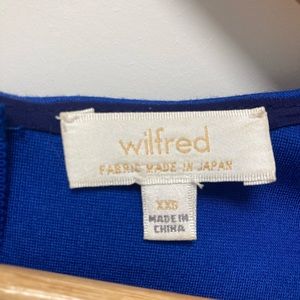 wilfred
FABRIC MADE IN JAPAN
XXS
MADE IN
CHINA